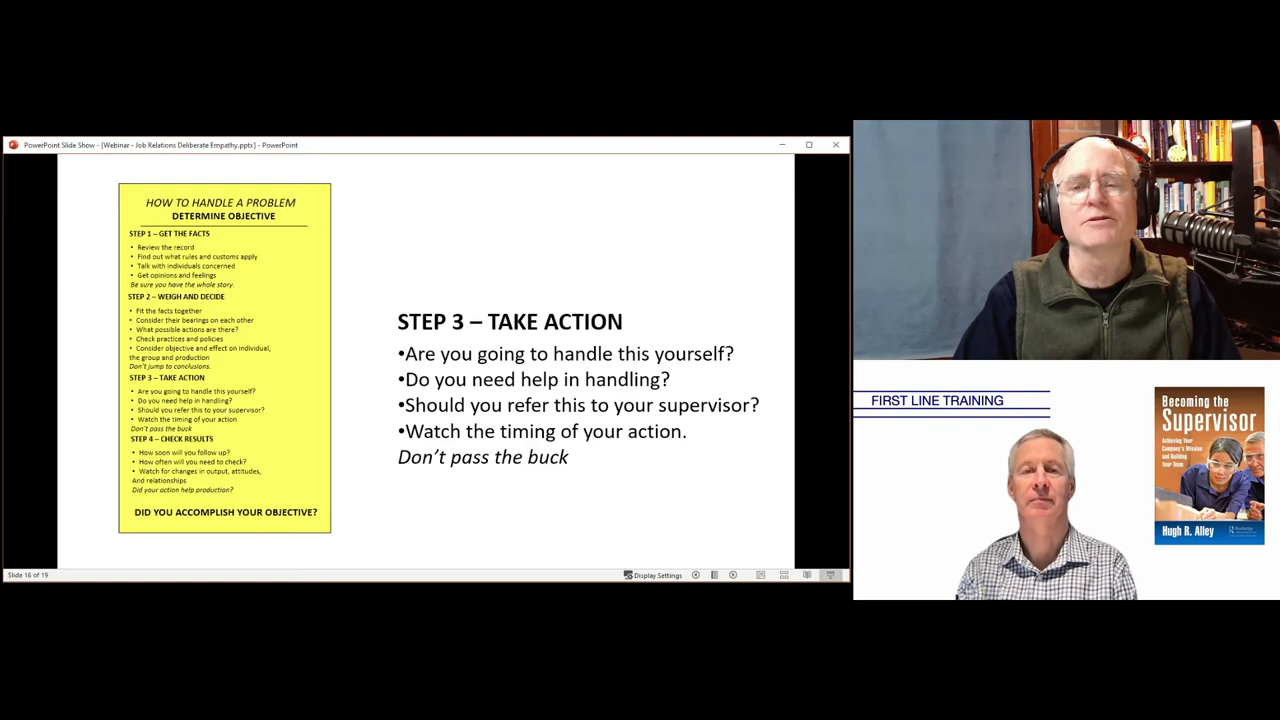 PowerPoint Slide Show - [Webinar - Job Relations Deliberate Empathy.pptx] - PowerPoint
HOW TO HANDLE A PROBLEM
DETERMINE OBJECTIVE
STEP 1 – GET THE FACTS
• Review the record
• Find out what rules and customs apply
• Talk with individuals concerned
• Get opinions and feelings
Be sure you have the whole story.
STEP 2 – WEIGH AND DECIDE
• Fit the facts together
• Consider their bearings on each other
• What possible actions are there?
• Check practices and policies
• Consider objective and effect on individual,
the group and production
Don't jump to conclusions.
STEP 3 – TAKE ACTION
• Are you going to handle this yourself?
• Do you need help in handling?
• Should you refer this to your supervisor?
• Watch the timing of your action
Don't pass the buck
STEP 4 – CHECK RESULTS
• How soon will you follow up?
• How often will you need to check?
• Watch for changes in output, attitudes,
And relationships
Did your action help production?
DID YOU ACCOMPLISH YOUR OBJECTIVE?
STEP 3 – TAKE ACTION
•Are you going to handle this yourself?
•Do you need help in handling?
•Should you refer this to your supervisor?
•Watch the timing of your action.
Don't pass the buck
Slide 16 of 19
Display Settings
FIRST LINE TRAINING
Becoming the
Supervisor
Achieving Your
Company's Mission
and Building
Your Team
Hugh R. Alley
Routledge